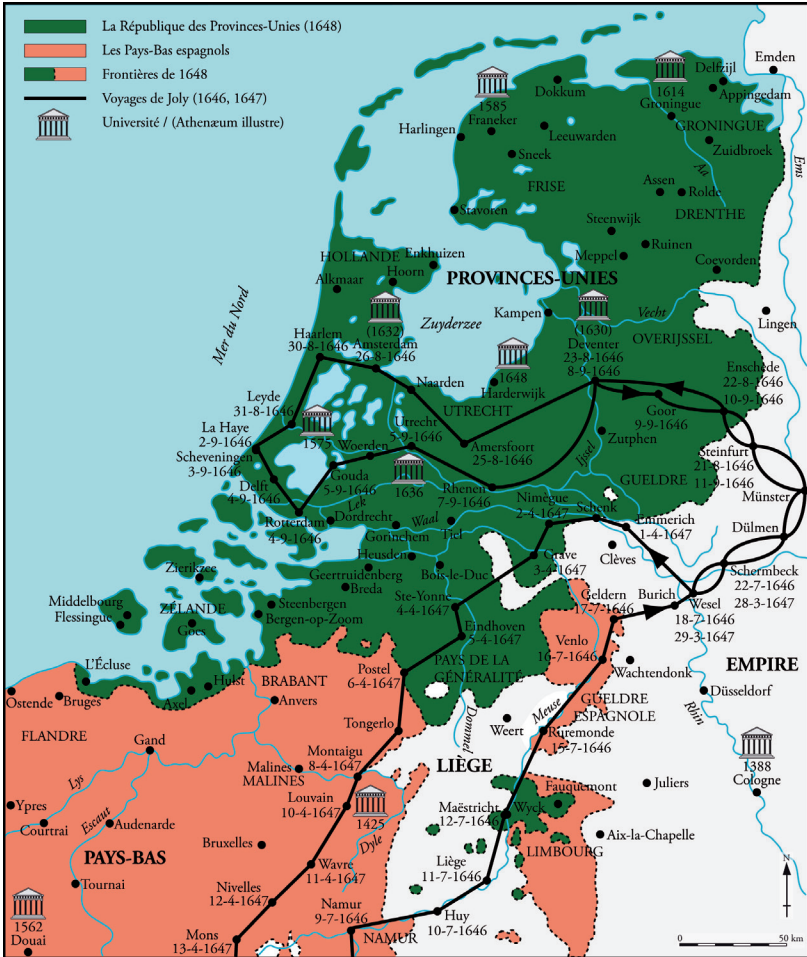 La République des Provinces-Unies (1648)
Les Pays-Bas espagnols
Frontières de 1648
Voyages de Joly (1646, 1647)
Université / (Athenæum illustre)
Emden
Delfzijl
Appingedam
1614
Groningue
GRONINGUE
Zuidbroek
Ems
Aa
Dokkum
1585
Franeker
Harlingen
Leeuwarden
Sneek
FRISE
Assen
Rolde
DRENTHE
Stavoren
Steenwijk
Ruinen
Meppel
Coevorden
HOLLANDE
Enkhuizen
Hoorn
Alkmaar
PROVINCES-UNIES
Mer du Nord
(1632)
Zuyderzee
Kampen
(1630)
Vecht
Lingen
OVERIJSSEL
Haarlem
30-8-1646
Amsterdam
26-8-1646
Deventer
23-8-1646
8-9-1646
1648
Harderwijk
Enschede
22-8-1646
10-9-1646
Naarden
Goor
9-9-1646
Leyde
31-8-1646
1575
UTRECHT
Utrecht
5-9-1646
Woerden
Amersfoort
25-8-1646
Zutphen
Ijssel
Steinfurt
21-8-1646
11-9-1646
La Haye
2-9-1646
Scheveningen
3-9-1646
Delft
4-9-1646
Gouda
5-9-1646
1636
Rhenen
7-9-1646
GUELDRE
Münster
Lek
Rotterdam
4-9-1646
Dordrecht
Waal
Gorinchem
Tiel
Nimègue
2-4-1647
Schenk
Emmerich
1-4-1647
Dülmen
Clèves
Heusden
Grave
3-4-1647
Schermbeck
22-7-1646
28-3-1647
Zierikzee
Geertruidenberg
Bois-le-Duc
Breda
Ste-Yonne
4-4-1647
Geldern
17-7-1646
Burich
Wesel
18-7-1646
29-3-1647
Middelbourg
Flessingue
ZÉLANDE
Goes
Steenbergen
Bergen-op-Zoom
Eindhoven
5-4-1647
Venlo
16-7-1646
Wachtendonk
EMPIRE
L'Écluse
Hulst
Axel
BRABANT
Postel
6-4-1647
PAYS DE LA
GÉNÉRALITÉ
Ostende
Bruges
Anvers
GUELDRE
ESPAGNOLE
Düsseldorf
Rhin
Meuse
Weert
Dommel
FLANDRE
Gand
Tongerlo
Ruremonde
15-7-1646
1388
Cologne
Lys
Malines
MALINES
Montaigu
8-4-1647
LIÈGE
Fauquemont
Juliers
Ypres
Courtrai
Escaut
Audenarde
Louvain
10-4-1647
1425
Dyle
Maëstricht
12-7-1646
Wyck
LIMBOURG
Aix-la-Chapelle
Bruxelles
PAYS-BAS
Wavre
11-4-1647
Liège
11-7-1646
Tournai
Nivelles
12-4-1647
Namur
9-7-1646
Huy
10-7-1646
N
1562
Douai
Mons
13-4-1647
NAMUR
0
50 km